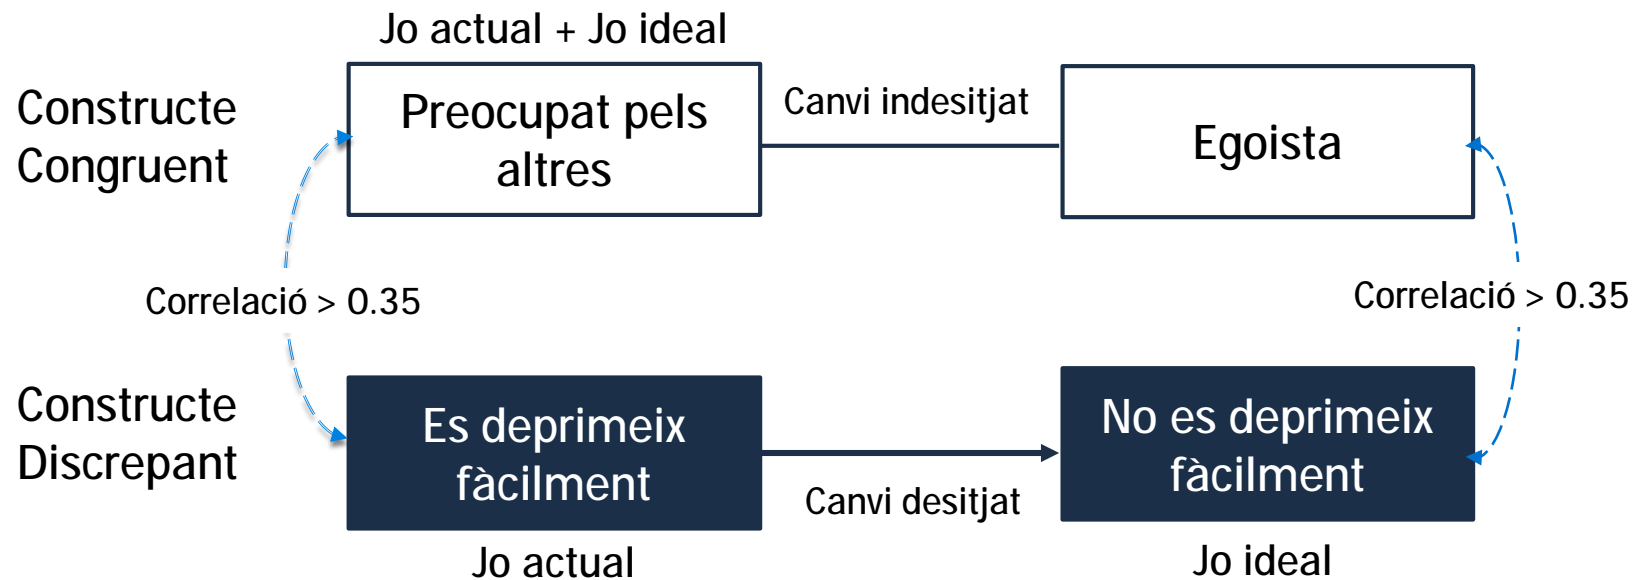 Jo actual + Jo ideal
Constructe
Congruent
Preocupat pels
altres
Canvi indesitjat
Egoista
Correlació > 0.35
Correlació > 0.35
Constructe
Discrepant
Es deprimeix
fàcilment
Canvi desitjat
No es deprimeix
fàcilment
Jo actual
Jo ideal